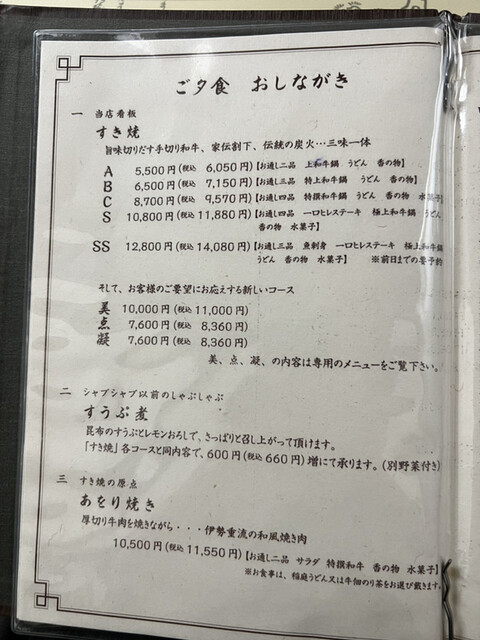 ご夕食 おしながき
一 当店看板
すき焼
旨味切りだす手切り和牛、家伝割下、伝統の炭火…三味一体
A 5,500円(税込 6,050円)【お通し二品 上和牛鍋 うどん 香の物】
B 6,500円(税込 7,150円)【お通し三品 特上和牛鍋 うどん 香の物】
C 8,700円(税込 9,570円)【お通し四品 特撰和牛鍋 うどん 香の物 水菓子】
S 10,800円(税込 11,880円)【お通し四品 一口ヒレステーキ 極上和牛鍋 うどん
香の物 水菓子】
SS 12,800円(税込 14,080円)【お通し三品 魚刺身 一口ヒレステーキ 極上和牛鍋
うどん 香の物 水菓子】 ※前日までの要予約
そして、お客様のご要望にお応えする新しいコース
美 10,000円(税込 11,000円)
点 7,600円(税込 8,360円)
凝 7,600円(税込 8,360円)
美、点、凝、の内容は専用のメニューをご覧下さい。
二 シャブシャブ以前のしゃぶしゃぶ
すうぷ煮
昆布のすうぷとレモンおろしで、さっぱりと召し上がって頂けます。
「すき焼」各コースと同内容で、600円(税込 660円)増にて承ります。(別野菜付き)
三 すき焼の原点
あをり焼き
厚切り牛肉を焼きながら・・・伊勢重流の和風焼き肉
10,500円(税込 11,550円)【お通し二品 サラダ 特撰和牛 香の物 水菓子】
※お食事は、稲庭うどん又は牛佃のり茶をお選び戴きます。